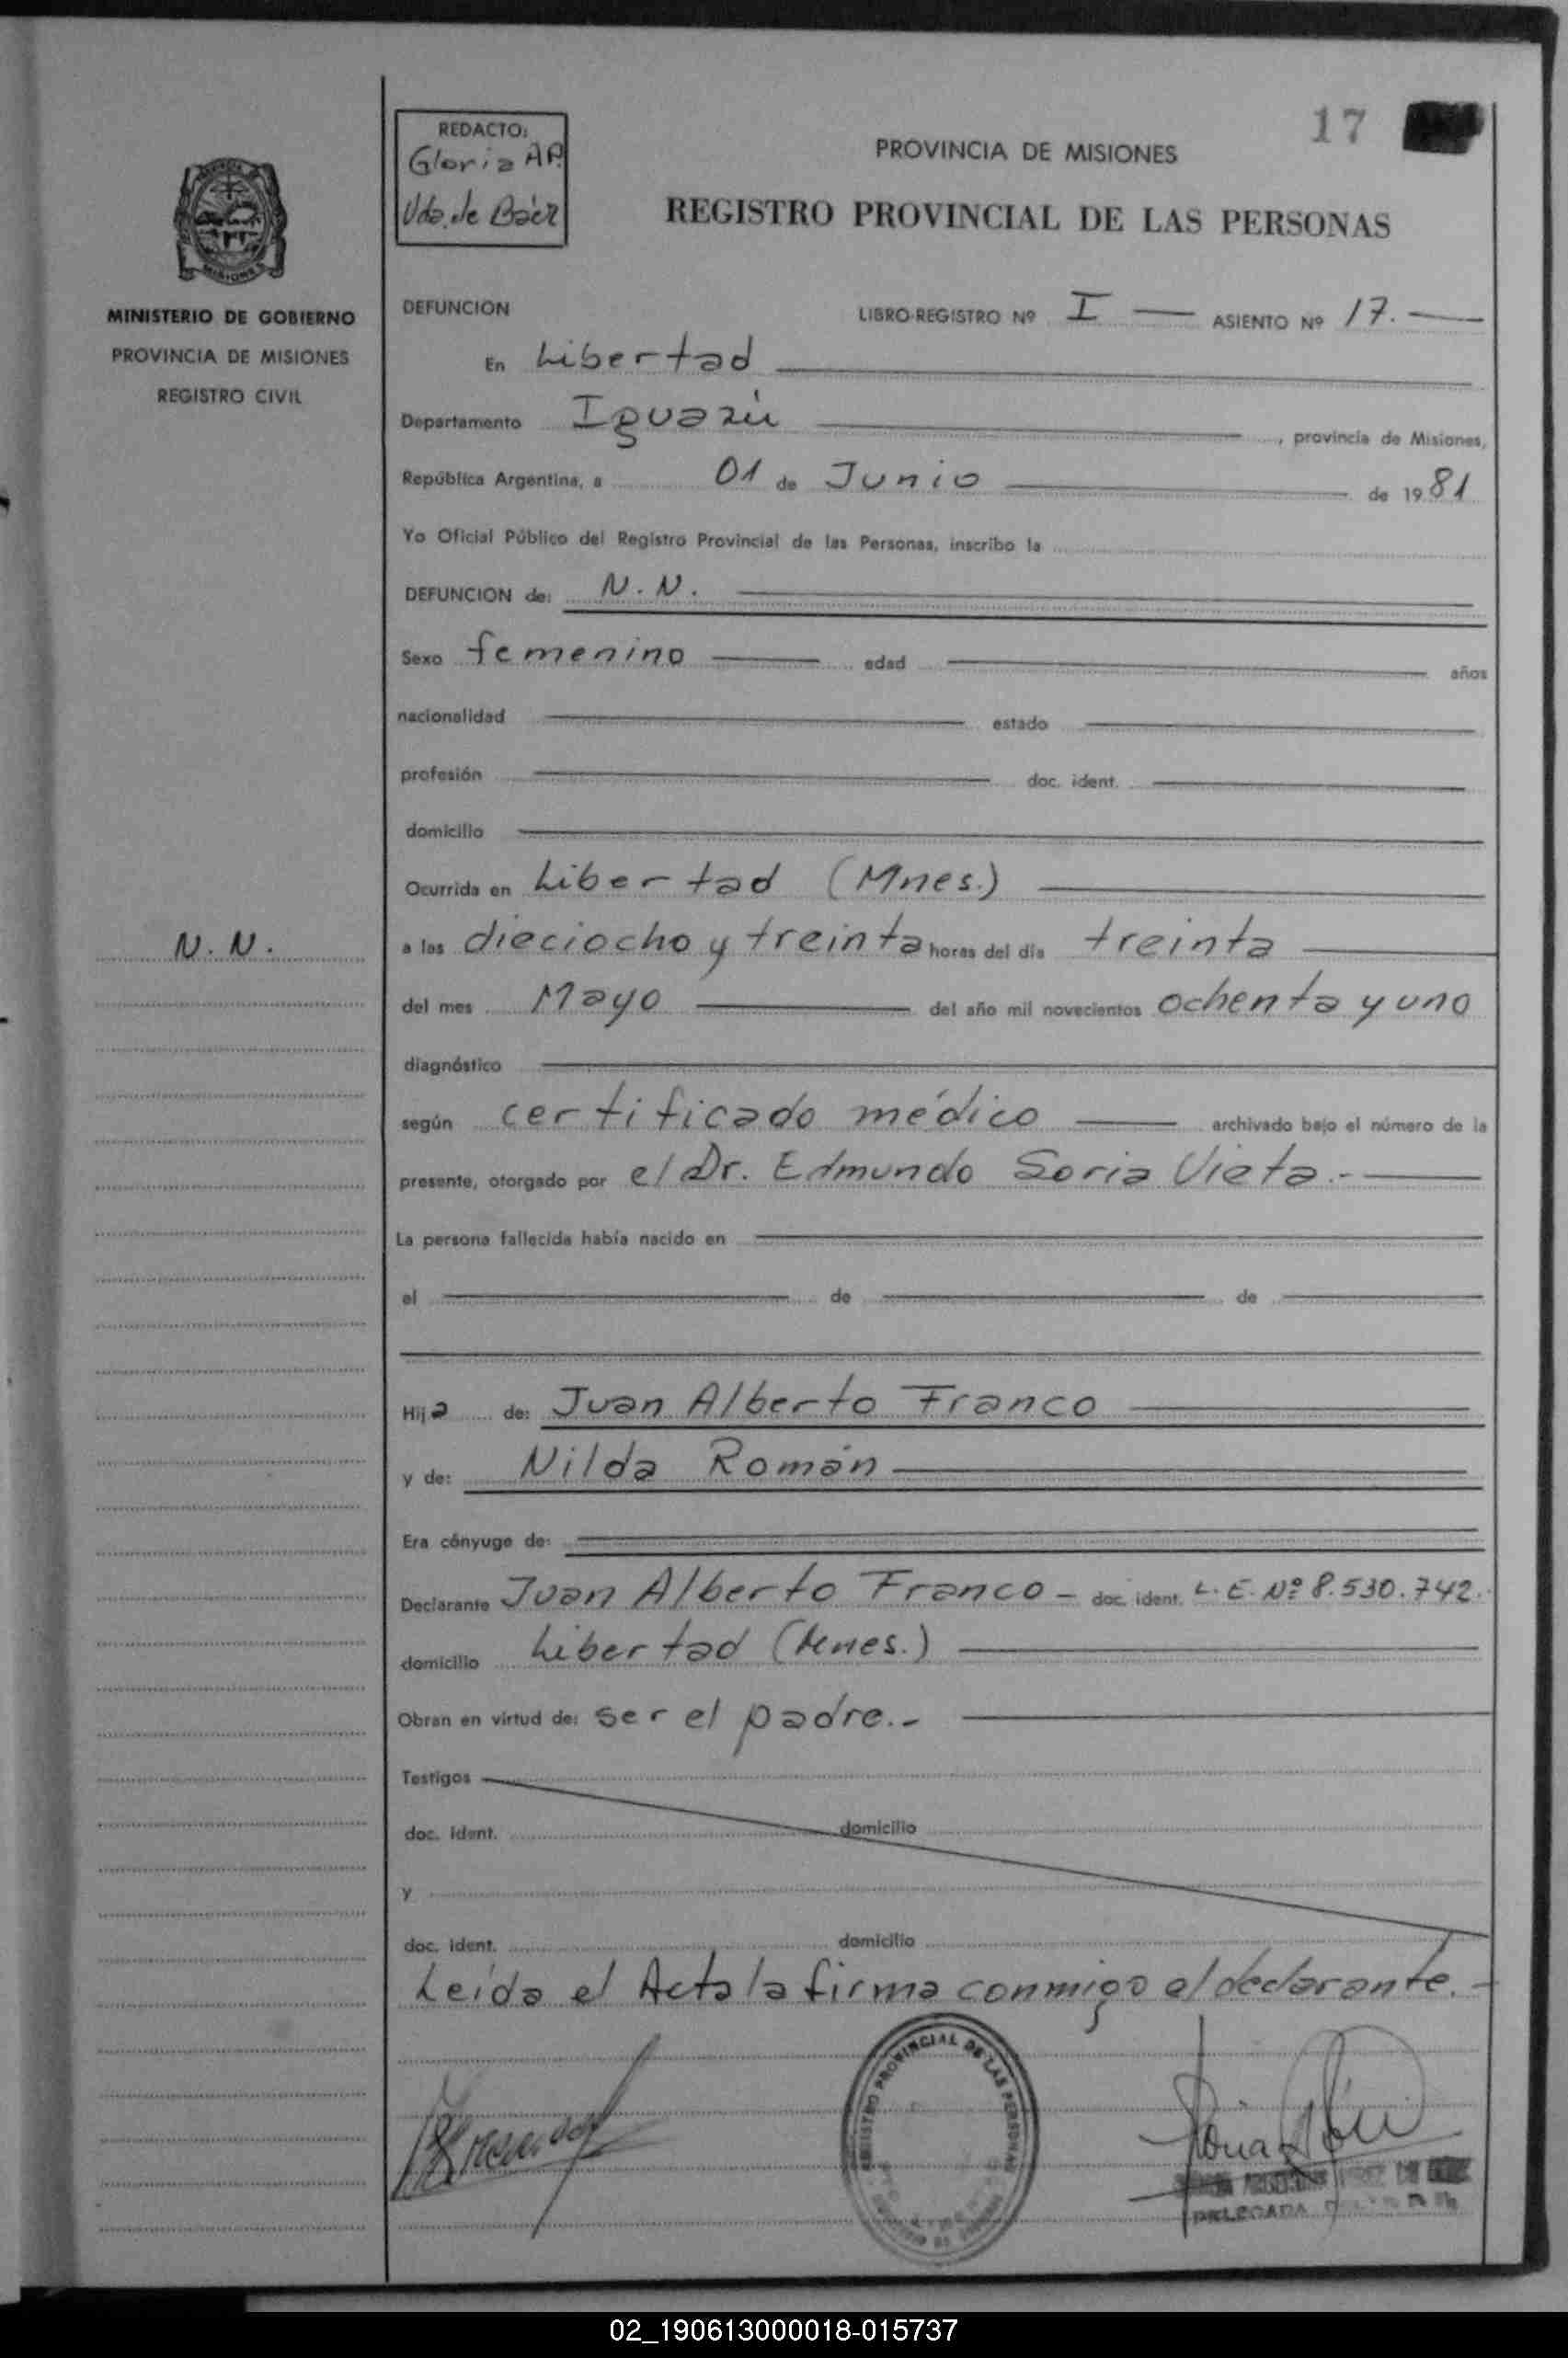 17
REDACTO:
Gloria A P.
Vda. de Báez
PROVINCIA DE MISIONES
REGISTRO PROVINCIAL DE LAS PERSONAS
MISIONES
MINISTERIO DE GOBIERNO
PROVINCIA DE MISIONES
REGISTRO CIVIL
DEFUNCION LIBRO-REGISTRO Nº I — ASIENTO Nº 17.—
En Libertad
Departamento Iguazú , provincia de Misiones,
República Argentina, a 01 de Junio de 1981
Yo Oficial Público del Registro Provincial de las Personas, inscribo la
DEFUNCION de: N. N.
Sexo femenino edad años
nacionalidad estado
profesión doc. ident.
domicilio
Ocurrida en Libertad (Mnes.)
N. N.
a las dieciocho y treinta horas del día treinta
del mes Mayo del año mil novecientos ochenta y uno
diagnóstico
según certificado médico archivado bajo el número de la
presente, otorgado por el Dr. Edmundo Soria Vieta.-
La persona fallecida había nacido en
el de de
Hija de: Juan Alberto Franco
y de: Nilda Román
Era cónyuge de:
Declarante Juan Alberto Franco - doc. ident. L. E. Nº 8.530.742.
domicilio Libertad (Mnes.)
Obran en virtud de: ser el padre.-
Testigos
doc. ident. domicilio
y
doc. ident. domicilio
Leída el Acta la firma conmigo el declarante.-
REGISTRO PROVINCIAL DE LAS PERSONAS
DELEGADA
02_190613000018-015737